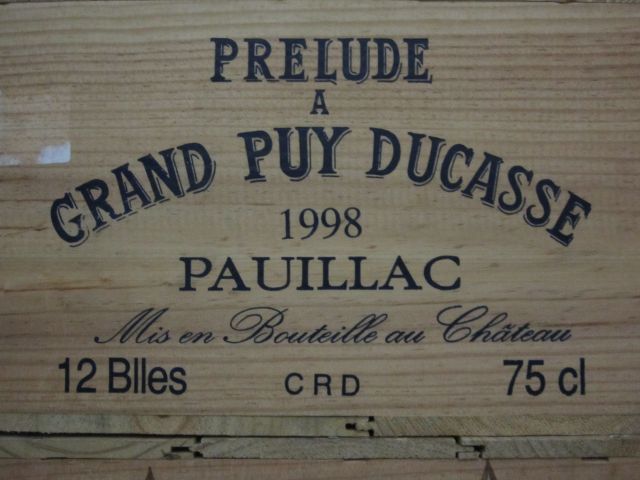 PRELUDE
A
GRAND PUY DUCASSE
1998
PAUILLAC
Mis en Bouteille au Château
12 Blles CRD 75 cl